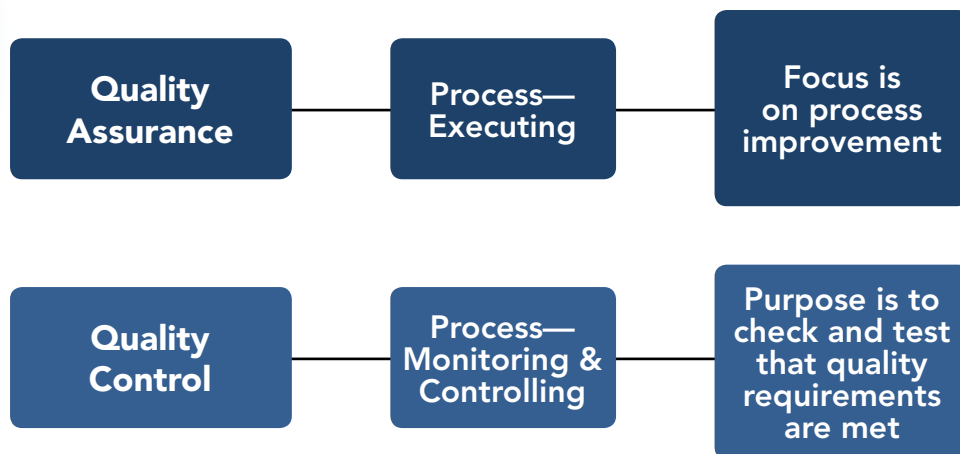 Quality
Assurance
Process—
Executing
Focus is
on process
improvement
Quality
Control
Process—
Monitoring &
Controlling
Purpose is to
check and test
that quality
requirements
are met